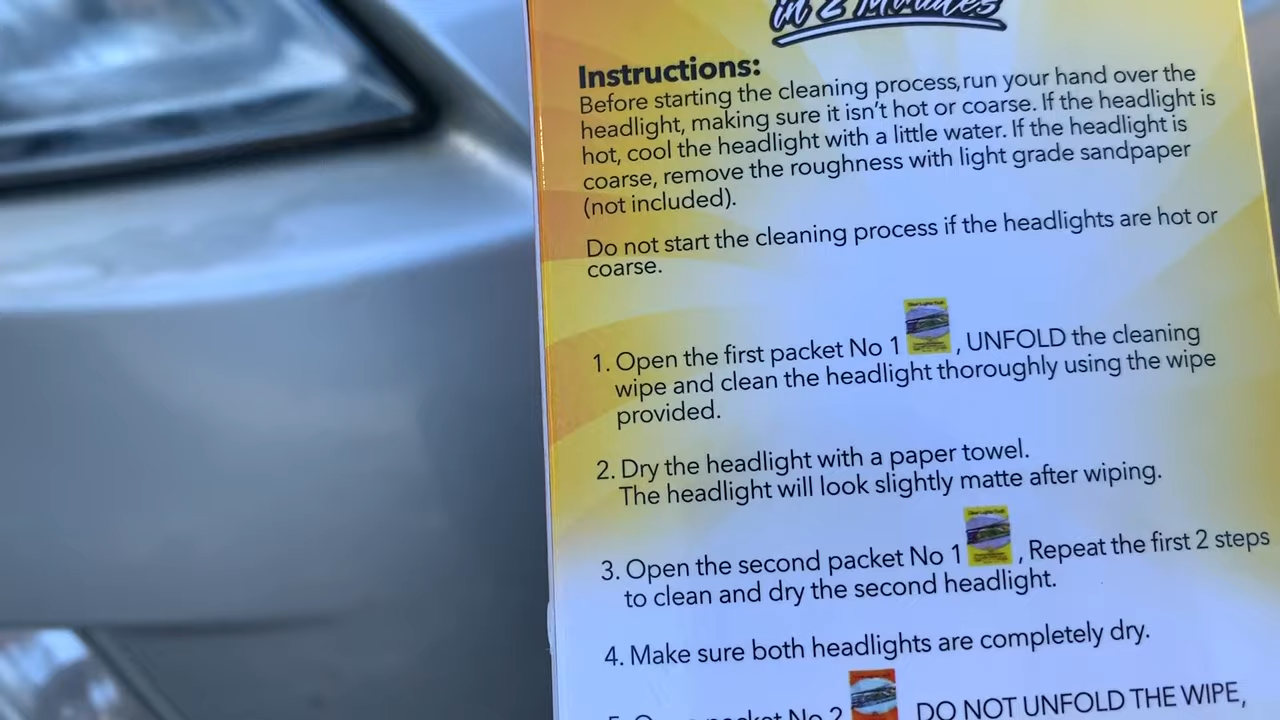 in 2 Minutes
Instructions:
Before starting the cleaning process, run your hand over the
headlight, making sure it isn't hot or coarse. If the headlight is
hot, cool the headlight with a little water. If the headlight is
coarse, remove the roughness with light grade sandpaper
(not included).
Do not start the cleaning process if the headlights are hot or
coarse.
1. Open the first packet No 1 , UNFOLD the cleaning
wipe and clean the headlight thoroughly using the wipe
provided.
2. Dry the headlight with a paper towel.
The headlight will look slightly matte after wiping.
3. Open the second packet No 1 , Repeat the first 2 steps
to clean and dry the second headlight.
4. Make sure both headlights are completely dry.
packet No 2 DO NOT UNFOLD THE WIPE,